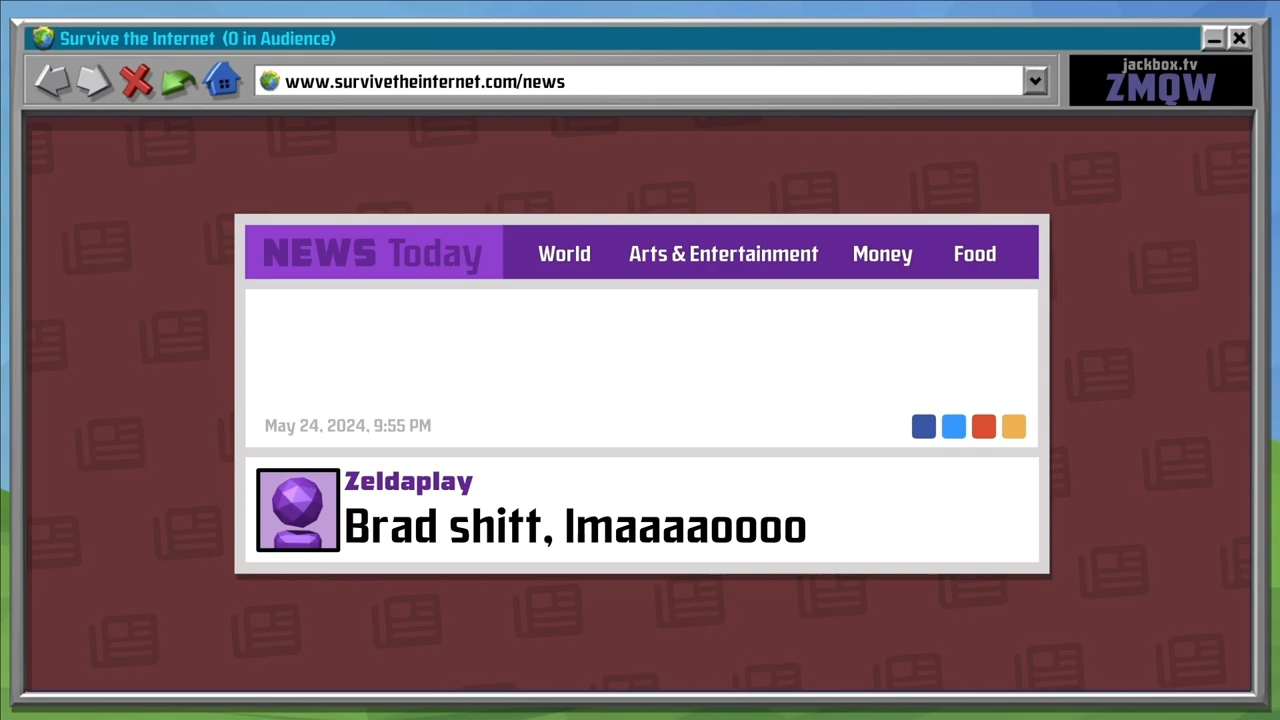 Survive the Internet (0 in Audience)
www.survivetheinternet.com/news
jackbox.tv
ZMQW
NEWS Today World Arts & Entertainment Money Food
May 24, 2024, 9:55 PM
Zeldaplay
Brad shitt, lmaaaaoooo